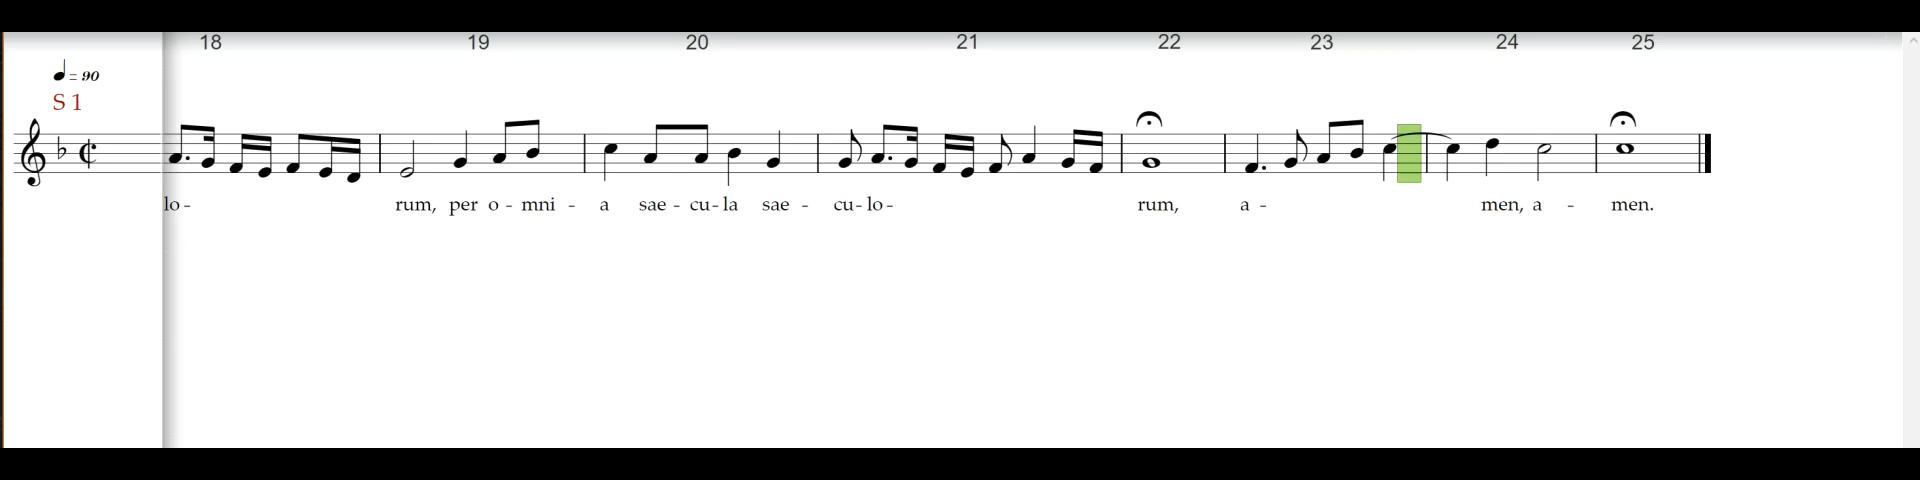 18 19 20 21 22 23 24 25
= 90
S 1
lo - rum, per o - mni - a sae - cu - la sae - cu - lo - rum, a - men, a - men.